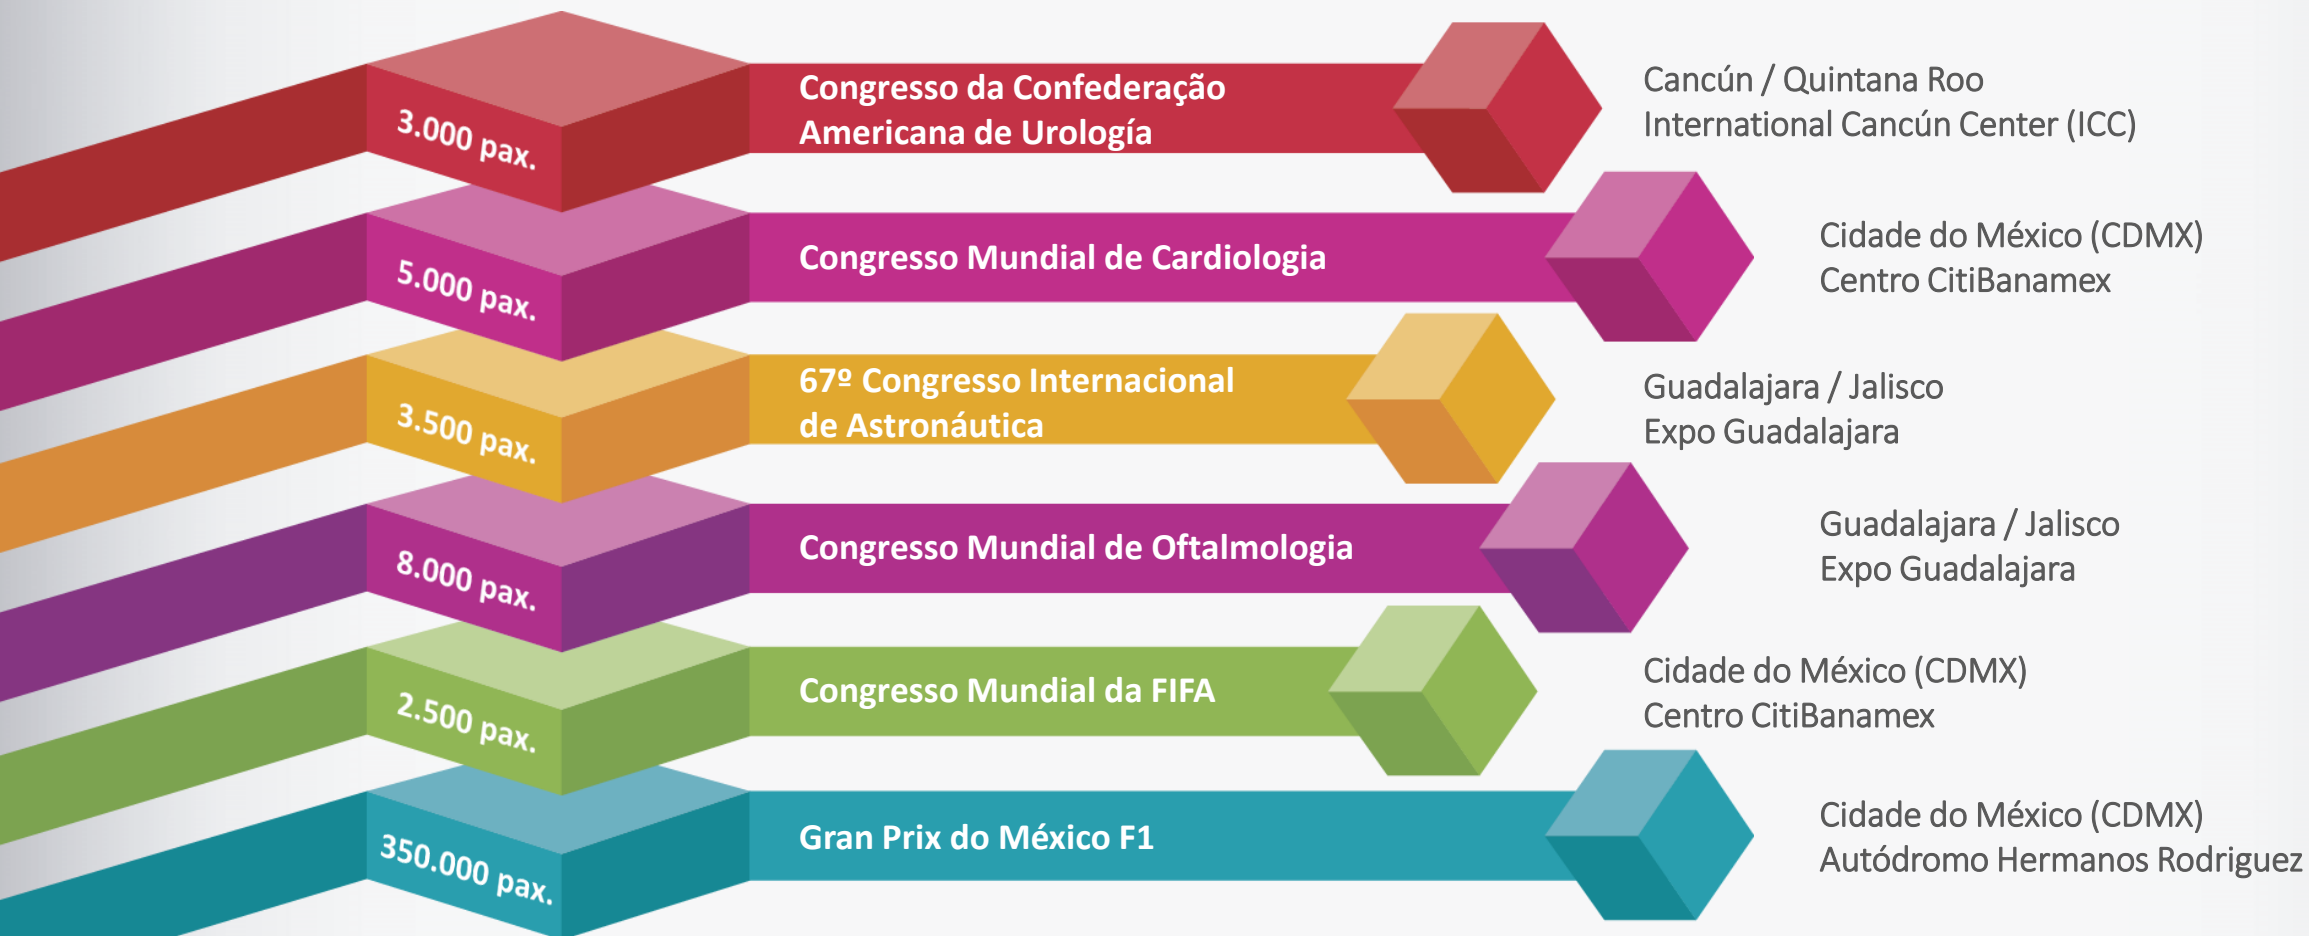 3.000 pax.
Congresso da Confederação
Americana de Urología
Cancún / Quintana Roo
International Cancún Center (ICC)
5.000 pax.
Congresso Mundial de Cardiologia
Cidade do México (CDMX)
Centro CitiBanamex
3.500 pax.
67º Congresso Internacional
de Astronáutica
Guadalajara / Jalisco
Expo Guadalajara
8.000 pax.
Congresso Mundial de Oftalmologia
Guadalajara / Jalisco
Expo Guadalajara
2.500 pax.
Congresso Mundial da FIFA
Cidade do México (CDMX)
Centro CitiBanamex
350.000 pax.
Gran Prix do México F1
Cidade do México (CDMX)
Autódromo Hermanos Rodriguez